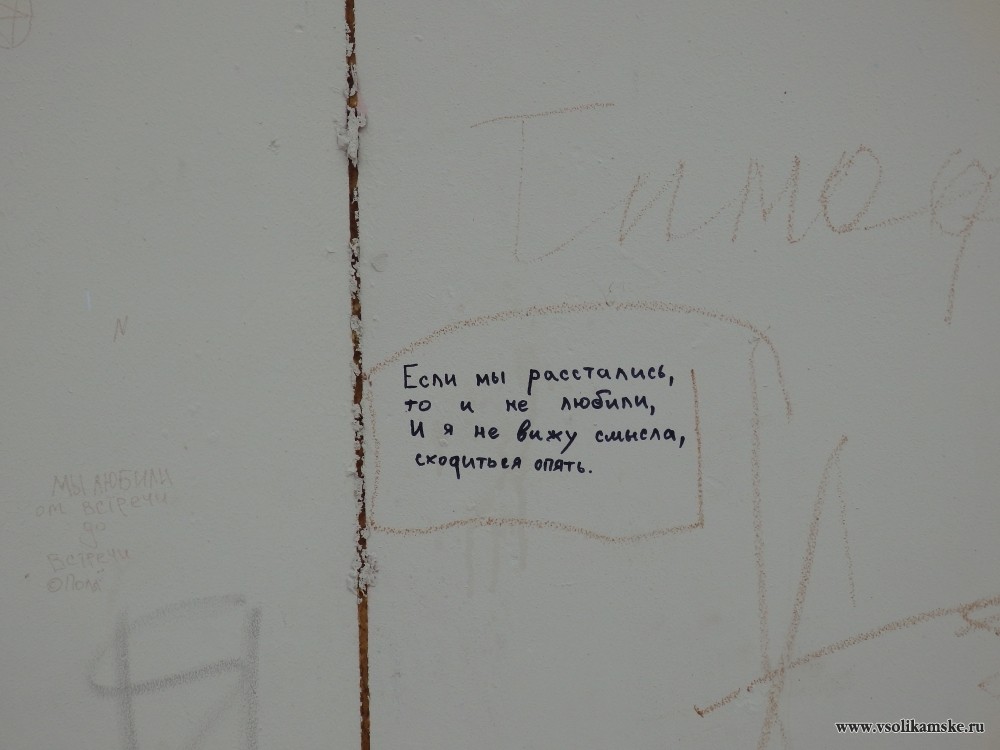 Тимоф
Если мы расстались,
то и не любили,
И я не вижу смысла,
сходиться опять.
N
МЫ ЛЮБИЛИ
от встречи
до
встречи
www.vsolikamske.ru